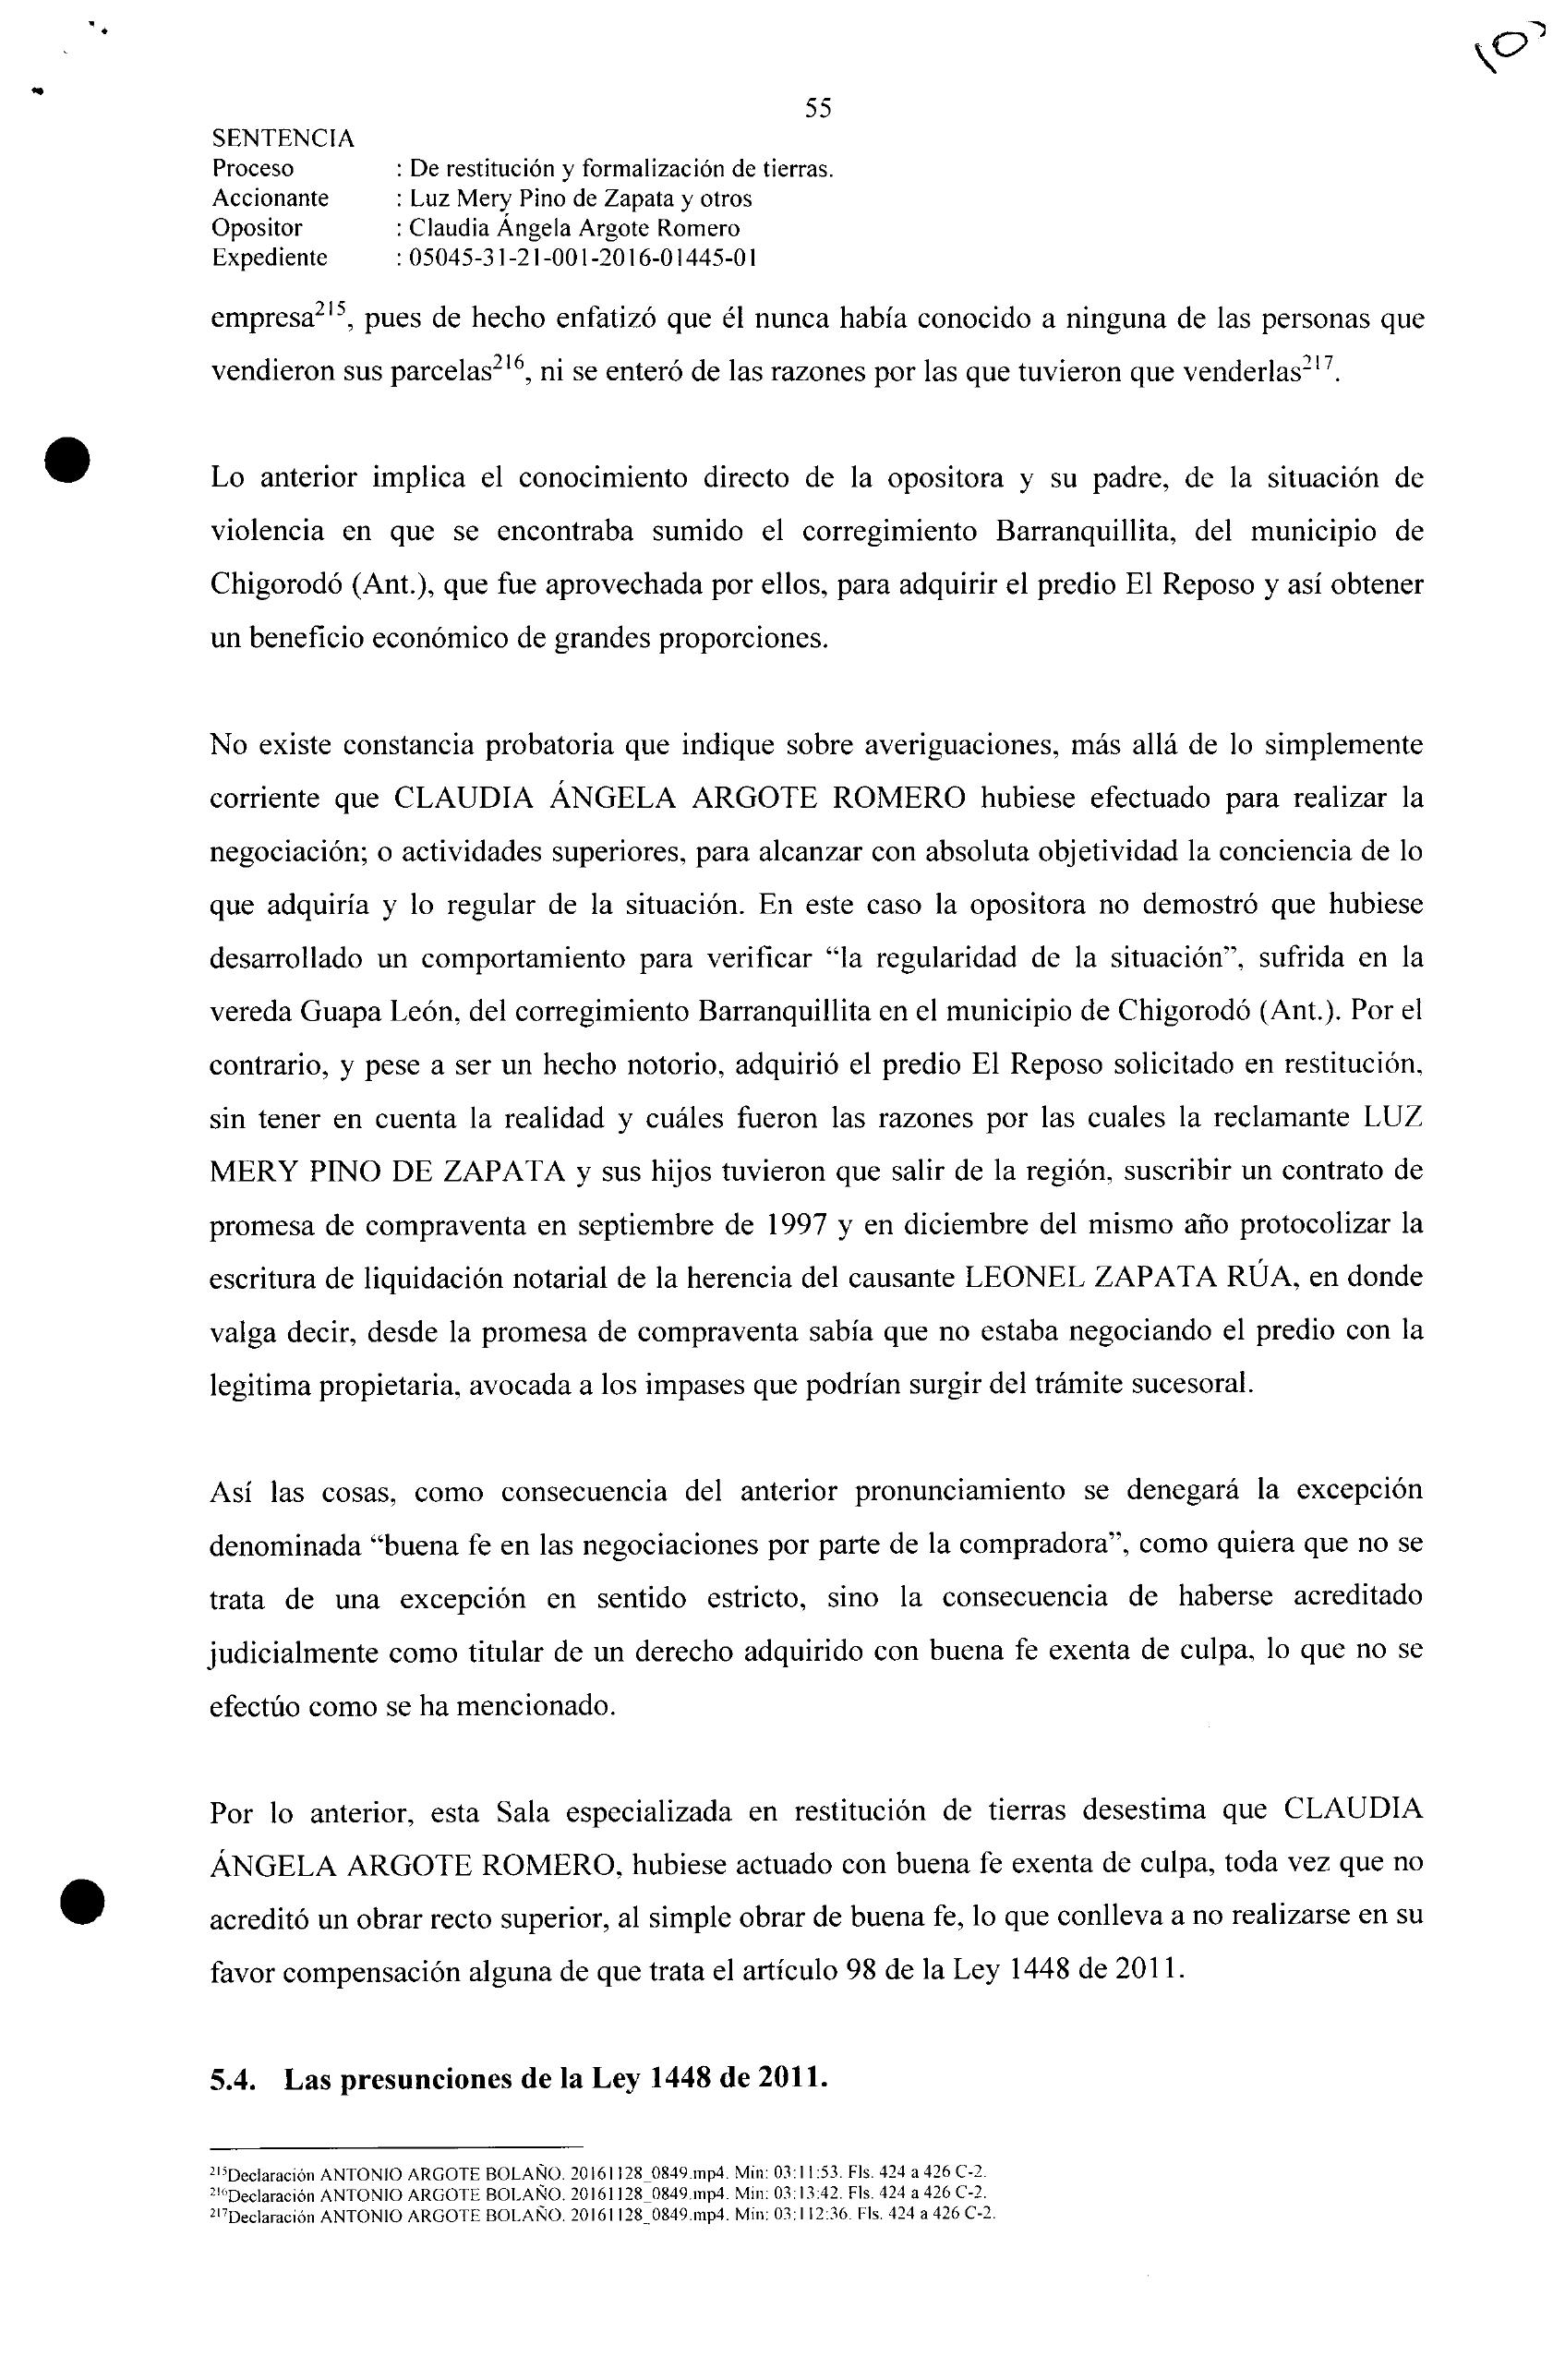 55
SENTENCIA
Proceso : De restitución y formalización de tierras.
Accionante : Luz Mery Pino de Zapata y otros
Opositor : Claudia Ángela Argote Romero
Expediente : 05045-31-21-001-2016-01445-01
empresa215, pues de hecho enfatizó que él nunca había conocido a ninguna de las personas que
vendieron sus parcelas216, ni se enteró de las razones por las que tuvieron que venderlas217.
Lo anterior implica el conocimiento directo de la opositora y su padre, de la situación de
violencia en que se encontraba sumido el corregimiento Barranquillita, del municipio de
Chigorodó (Ant.), que fue aprovechada por ellos, para adquirir el predio El Reposo y así obtener
un beneficio económico de grandes proporciones.
No existe constancia probatoria que indique sobre averiguaciones, más allá de lo simplemente
corriente que CLAUDIA ÁNGELA ARGOTE ROMERO hubiese efectuado para realizar la
negociación; o actividades superiores, para alcanzar con absoluta objetividad la conciencia de lo
que adquiría y lo regular de la situación. En este caso la opositora no demostró que hubiese
desarrollado un comportamiento para verificar “la regularidad de la situación”, sufrida en la
vereda Guapa León, del corregimiento Barranquillita en el municipio de Chigorodó (Ant.). Por el
contrario, y pese a ser un hecho notorio, adquirió el predio El Reposo solicitado en restitución,
sin tener en cuenta la realidad y cuáles fueron las razones por las cuales la reclamante LUZ
MERY PINO DE ZAPATA y sus hijos tuvieron que salir de la región, suscribir un contrato de
promesa de compraventa en septiembre de 1997 y en diciembre del mismo año protocolizar la
escritura de liquidación notarial de la herencia del causante LEONEL ZAPATA RÚA, en donde
valga decir, desde la promesa de compraventa sabía que no estaba negociando el predio con la
legitima propietaria, avocada a los impases que podrían surgir del trámite sucesoral.
Así las cosas, como consecuencia del anterior pronunciamiento se denegará la excepción
denominada “buena fe en las negociaciones por parte de la compradora”, como quiera que no se
trata de una excepción en sentido estricto, sino la consecuencia de haberse acreditado
judicialmente como titular de un derecho adquirido con buena fe exenta de culpa, lo que no se
efectúo como se ha mencionado.
Por lo anterior, esta Sala especializada en restitución de tierras desestima que CLAUDIA
ÁNGELA ARGOTE ROMERO, hubiese actuado con buena fe exenta de culpa, toda vez que no
acreditó un obrar recto superior, al simple obrar de buena fe, lo que conlleva a no realizarse en su
favor compensación alguna de que trata el artículo 98 de la Ley 1448 de 2011.
5.4. Las presunciones de la Ley 1448 de 2011.
215Declaración ANTONIO ARGOTE BOLAÑO. 20161128_0849.mp4. Min: 03:11:53. Fls. 424 a 426 C-2.
216Declaración ANTONIO ARGOTE BOLAÑO. 20161128_0849.mp4. Min: 03:13:42. Fls. 424 a 426 C-2.
217Declaración ANTONIO ARGOTE BOLAÑO. 20161128_0849.mp4. Min: 03:112:36. Fls. 424 a 426 C-2.